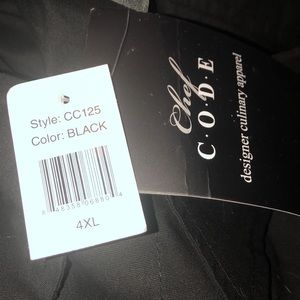 Style: CC125
Color: BLACK
4XL
Chef
C·O·D·E
designer culinary apparel